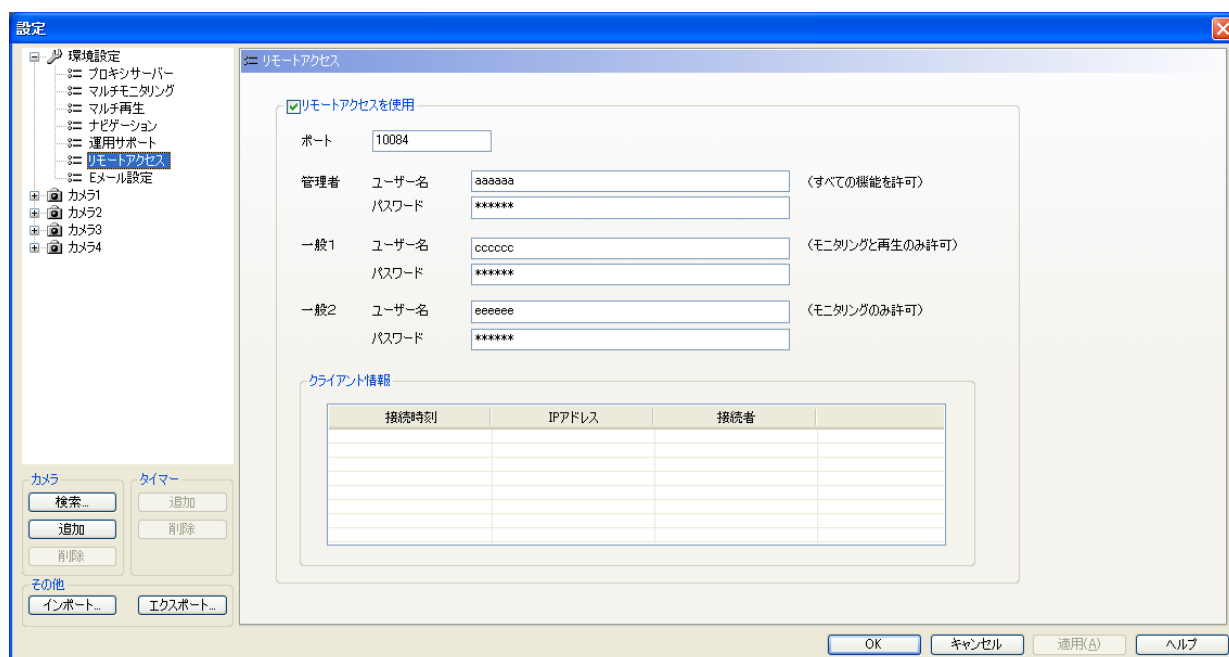 設定
環境設定
プロキシサーバー
マルチモニタリング
マルチ再生
ナビゲーション
運用サポート
リモートアクセス
Eメール設定
カメラ1
カメラ2
カメラ3
カメラ4
カメラ
検索...
追加
削除
タイマー
追加
削除
その他
インポート...
エクスポート...
リモートアクセス
リモートアクセスを使用
ポート 10084
管理者 ユーザー名 aaaaaa (すべての機能を許可)
パスワード ******
一般1 ユーザー名 cccccc (モニタリングと再生のみ許可)
パスワード ******
一般2 ユーザー名 eeeeee (モニタリングのみ許可)
パスワード ******
クライアント情報
接続時刻 IPアドレス 接続者
OK キャンセル 適用(A) ヘルプ